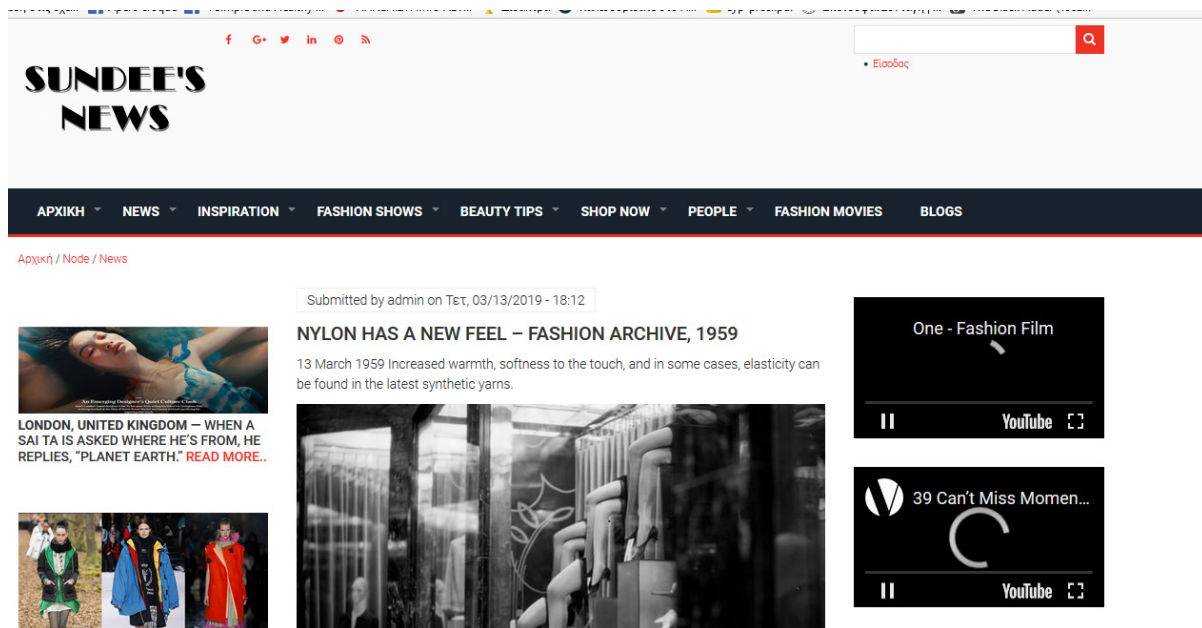 Είσοδος
SUNDEE'S
NEWS
ΑΡΧΙΚΗ NEWS INSPIRATION FASHION SHOWS BEAUTY TIPS SHOP NOW PEOPLE FASHION MOVIES BLOGS
Αρχική / Node / News
LONDON, UNITED KINGDOM — WHEN A
SAI TA IS ASKED WHERE HE'S FROM, HE
REPLIES, “PLANET EARTH.” READ MORE..
Submitted by admin on Τετ, 03/13/2019 - 18:12
NYLON HAS A NEW FEEL – FASHION ARCHIVE, 1959
13 March 1959 Increased warmth, softness to the touch, and in some cases, elasticity can
be found in the latest synthetic yarns.
One - Fashion Film
YouTube
39 Can't Miss Momen...
YouTube